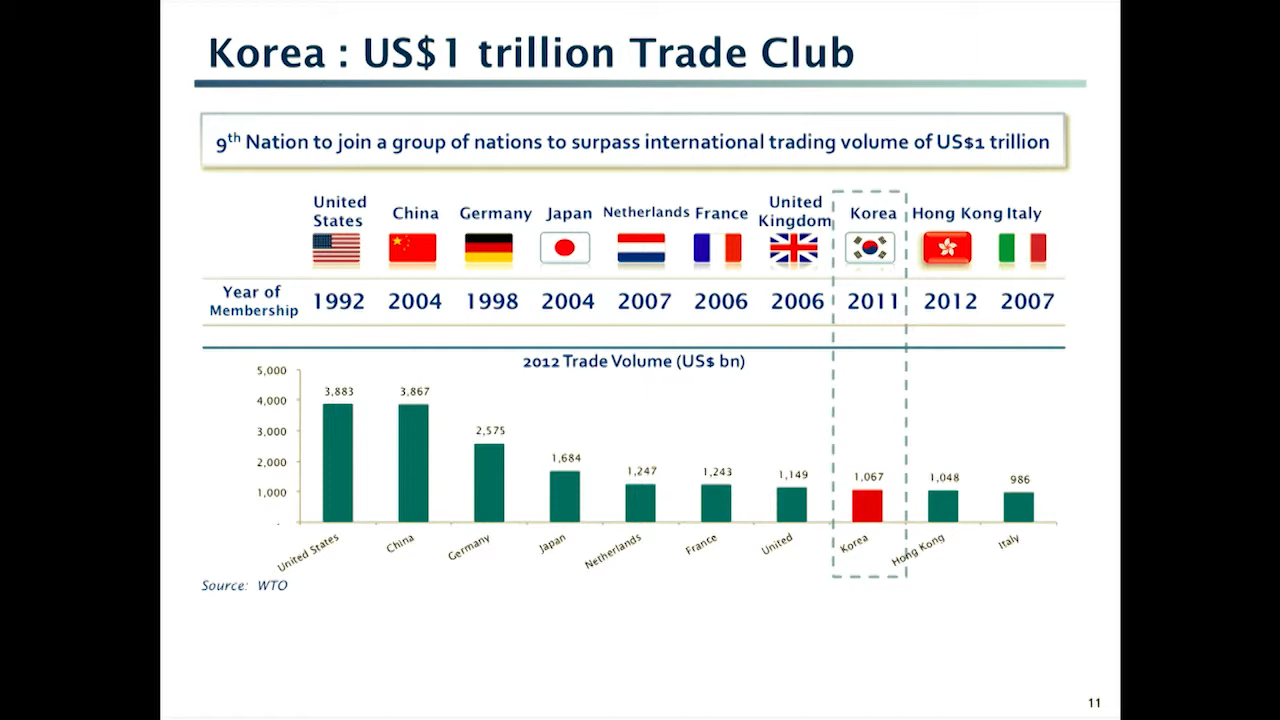 Korea : US$1 trillion Trade Club
9th Nation to join a group of nations to surpass international trading volume of US$1 trillion
United States China Germany Japan Netherlands France United Kingdom Korea Hong Kong Italy
Year of Membership 1992 2004 1998 2004 2007 2006 2006 2011 2012 2007
2012 Trade Volume (US$ bn)
5,000
4,000
3,000
2,000
1,000
-
3,883 3,867 2,575 1,684 1,247 1,243 1,149 1,067 1,048 986
United States China Germany Japan Netherlands France United Korea Hong Kong Italy
Source: WTO
11